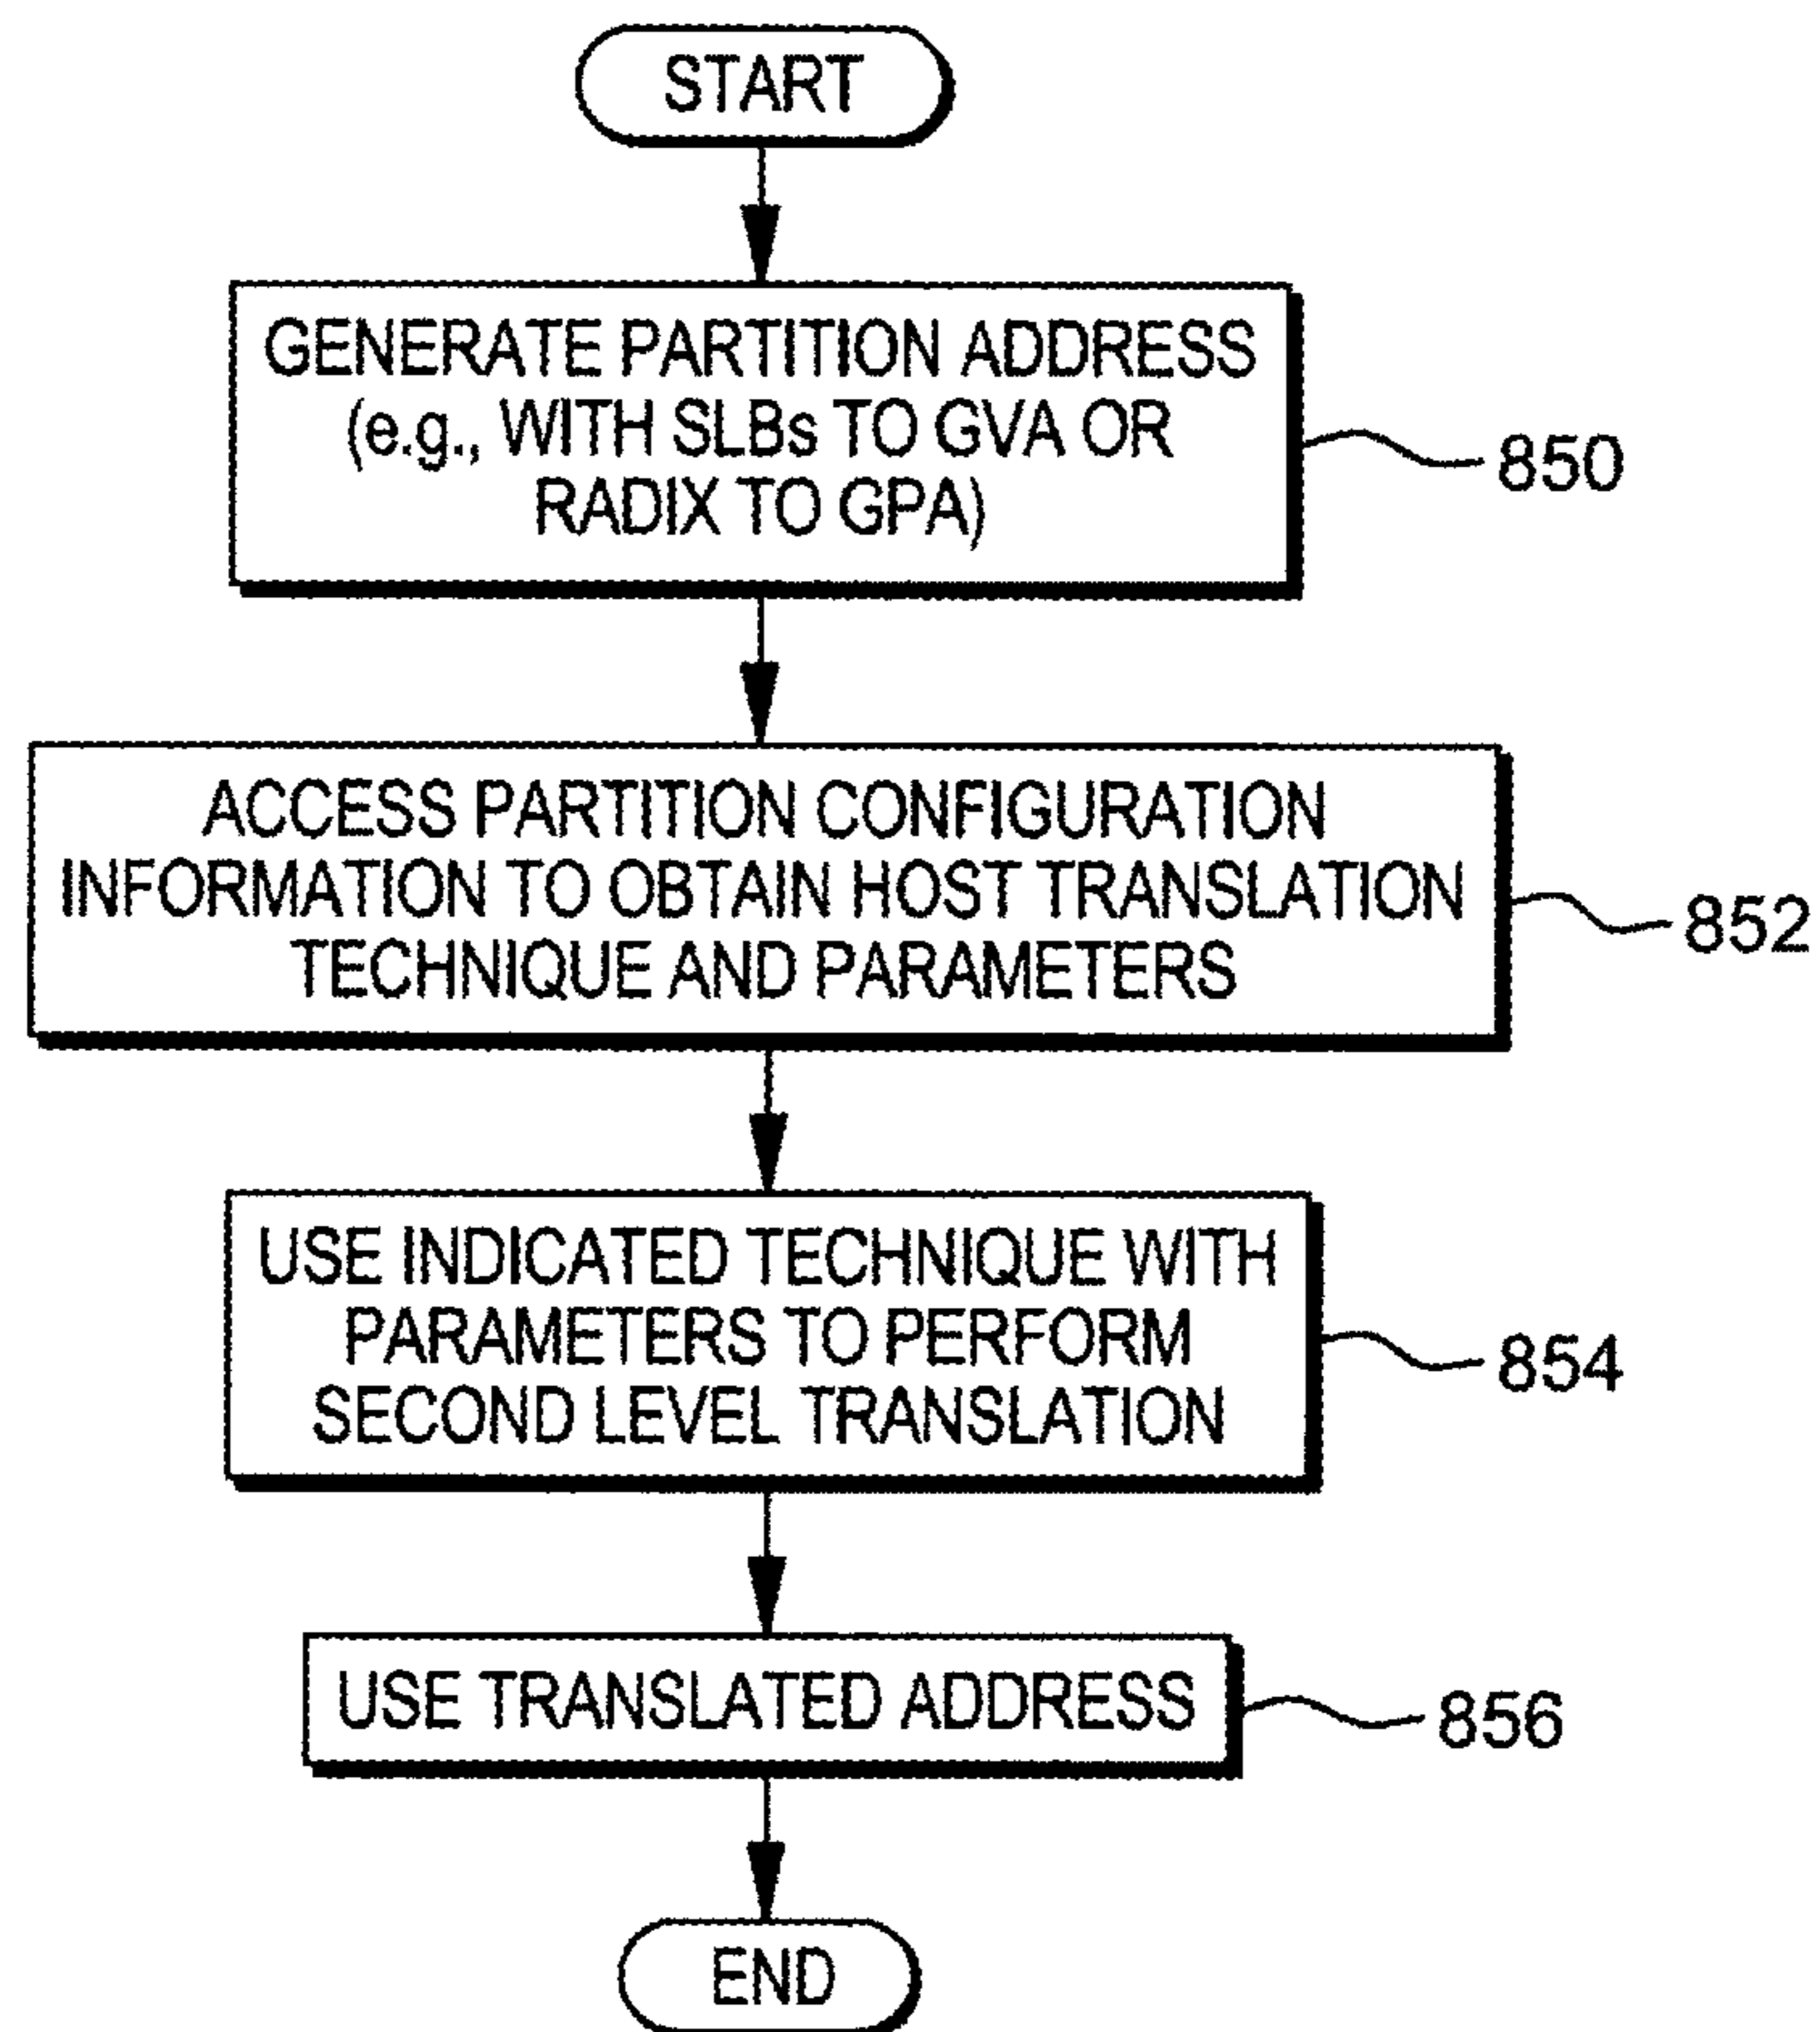 START
GENERATE PARTITION ADDRESS
(e.g., WITH SLBs TO GVA OR
RADIX TO GPA)
850
ACCESS PARTITION CONFIGURATION
INFORMATION TO OBTAIN HOST TRANSLATION
TECHNIQUE AND PARAMETERS
852
USE INDICATED TECHNIQUE WITH
PARAMETERS TO PERFORM
SECOND LEVEL TRANSLATION
854
USE TRANSLATED ADDRESS
856
END